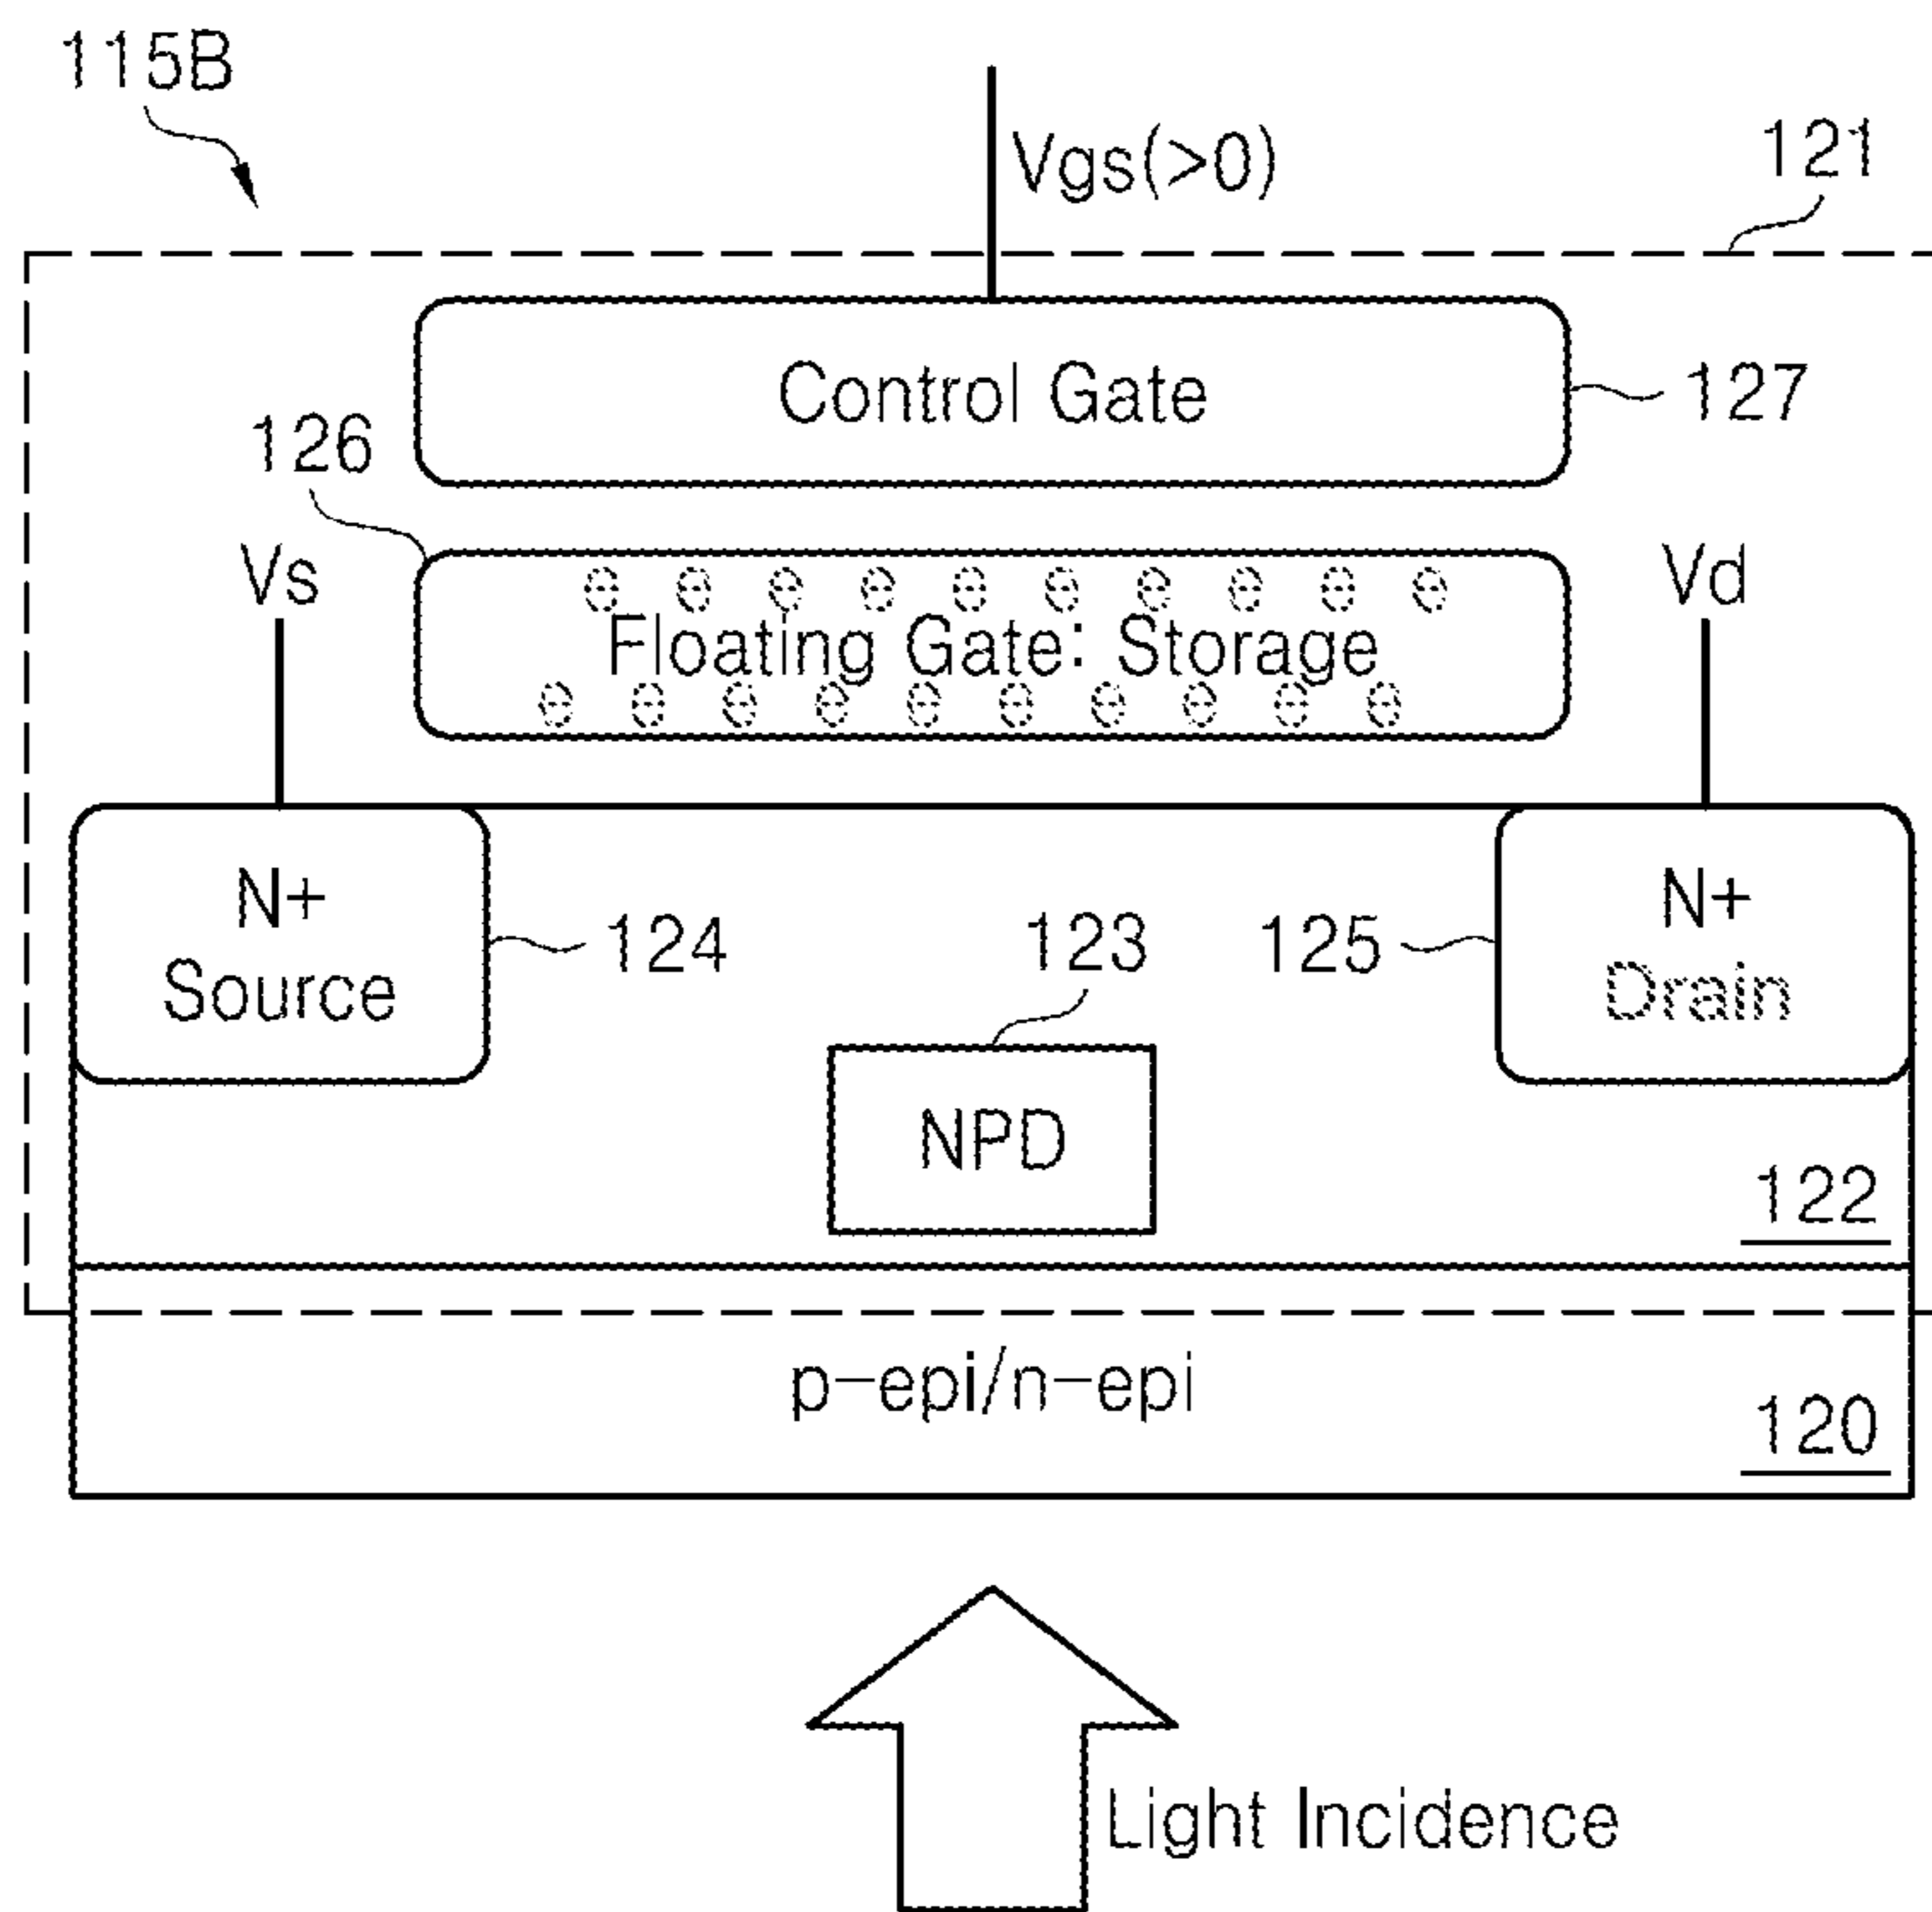 115B
Vgs(>0)
121
Control Gate
127
126
Vs
Vd
Floating Gate: Storage
N+
Source
124
123
125
N+
Drain
NPD
122
p-epi/n-epi
120
Light Incidence